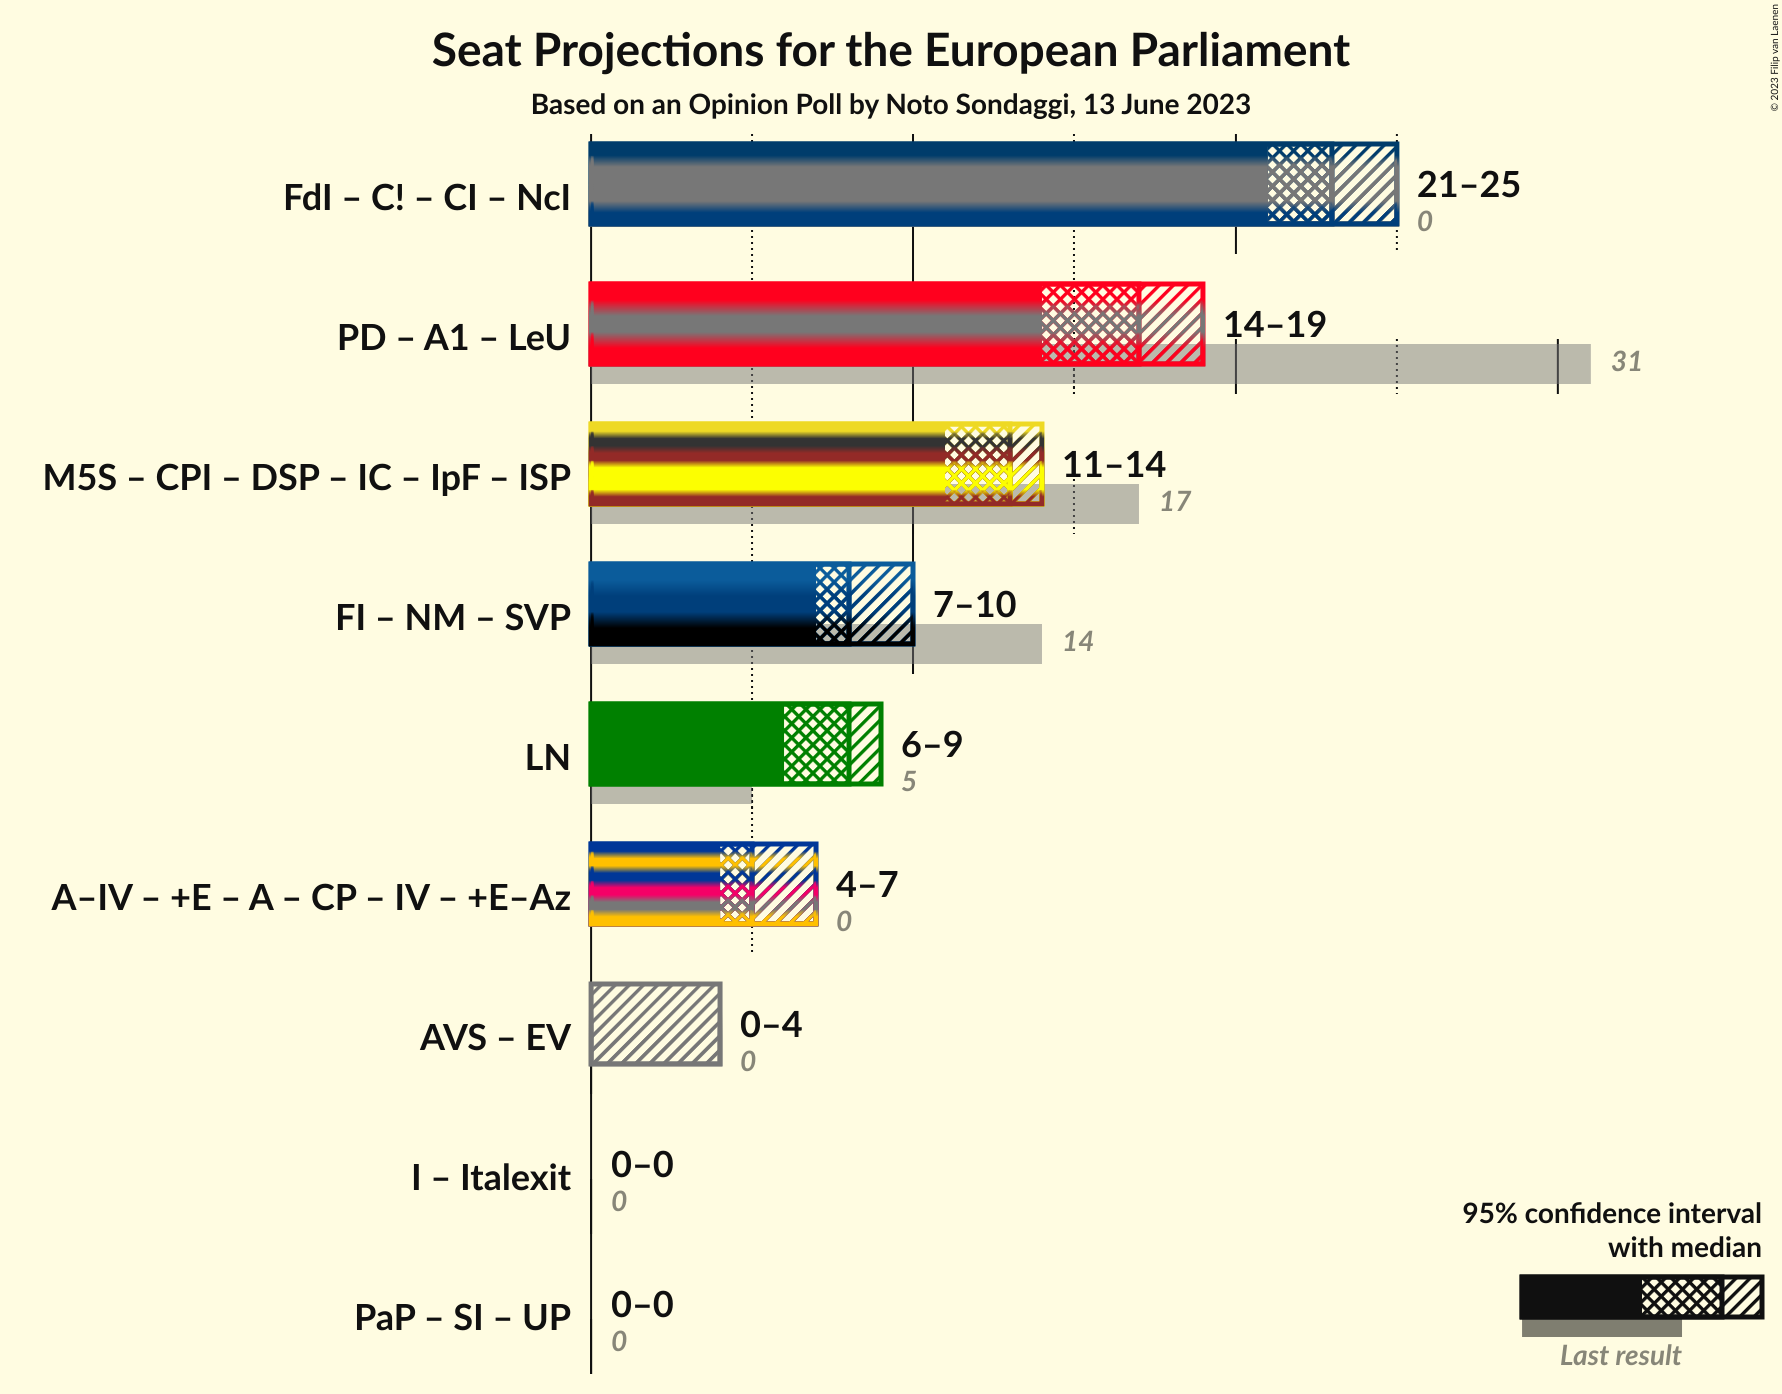 Seat Projections for the European Parliament
Based on an Opinion Poll by Noto Sondaggi, 13 June 2023
© 2023 Filip van Laenen
FdI – C! – CI – NcI
21–25
0
PD – A1 – LeU
14–19
31
M5S – CPI – DSP – IC – IpF – ISP
11–14
17
FI – NM – SVP
7–10
14
LN
6–9
5
A–IV – +E – A – CP – IV – +E–Az
4–7
0
AVS – EV
0–4
0
I – Italexit
0–0
0
PaP – SI – UP
0–0
0
95% confidence interval
with median
Last result